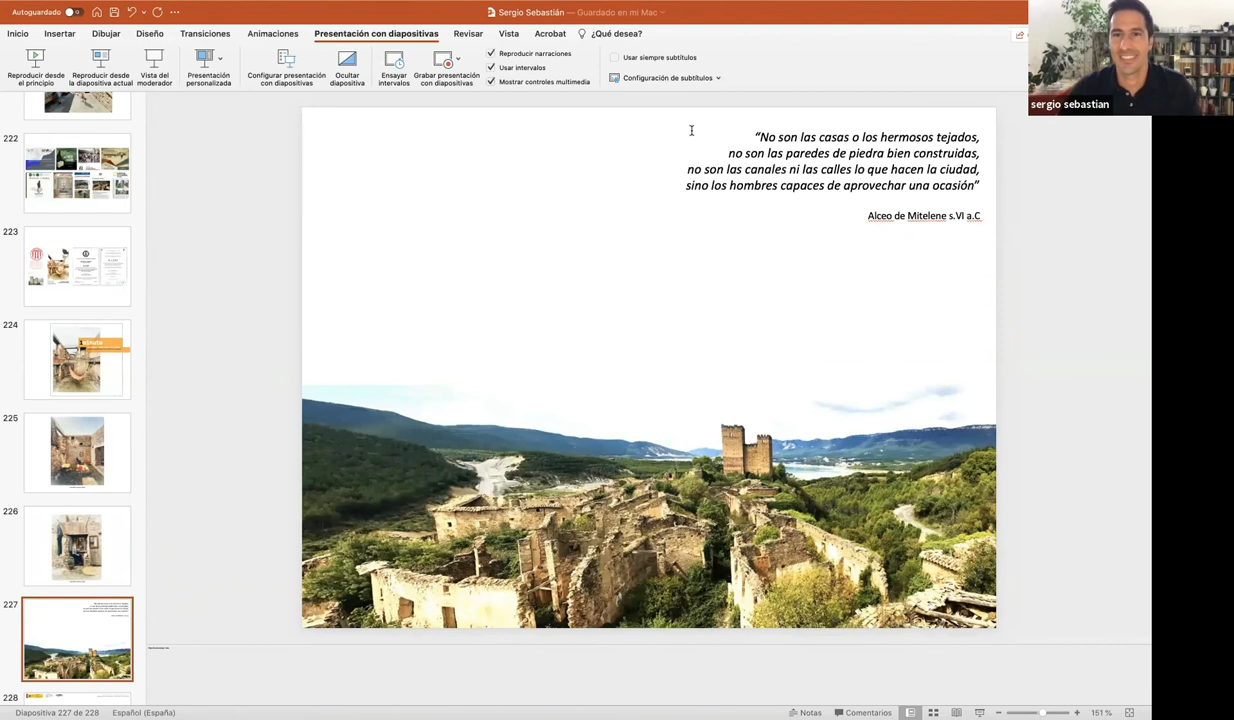 Autoguardado
Sergio Sebastián — Guardado en mi Mac
Inicio Insertar Dibujar Diseño Transiciones Animaciones Presentación con diapositivas Revisar Vista Acrobat ¿Qué desea?
Reproducir desde
el principio
Reproducir desde
la diapositiva actual
Vista del
moderador
Presentación
personalizada
Configurar presentación
con diapositivas
Ocultar
diapositiva
Ensayar
intervalos
Grabar presentación
con diapositivas
Reproducir narraciones
Usar intervalos
Mostrar controles multimedia
Usar siempre subtítulos
Configuración de subtítulos
sergio sebastian
222
223
224
225
226
227
228
“No son las casas o los hermosos tejados,
no son las paredes de piedra bien construidas,
no son las canales ni las calles lo que hacen la ciudad,
sino los hombres capaces de aprovechar una ocasión”
Alceo de Mitelene s.VI a.C
Diapositiva 227 de 228 Español (España) Notas Comentarios 151 %